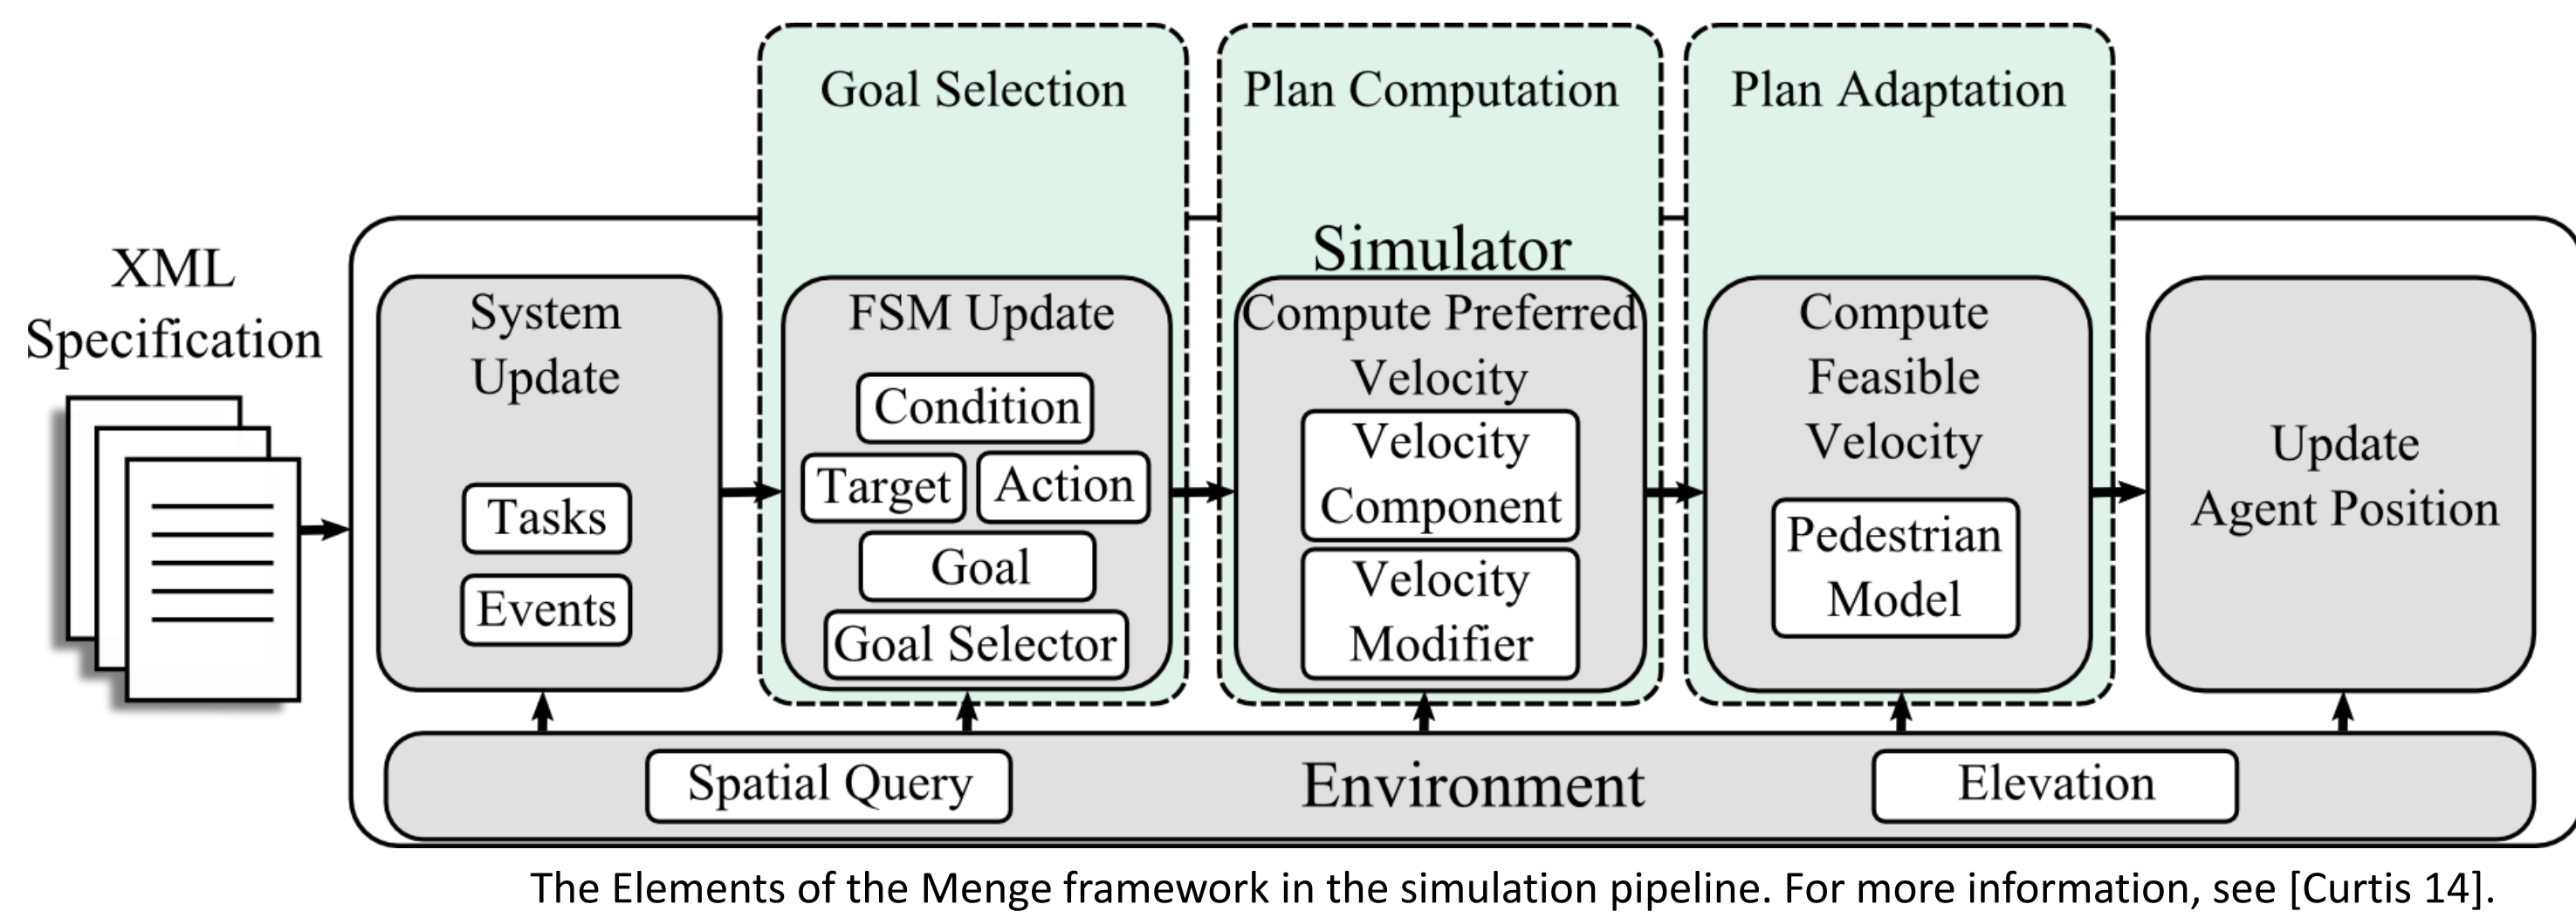 Goal Selection
Plan Computation
Plan Adaptation
Simulator
XML
Specification
System
Update
Tasks
Events
FSM Update
Condition
Target
Action
Goal
Goal Selector
Compute Preferred
Velocity
Velocity
Component
Velocity
Modifier
Compute
Feasible
Velocity
Pedestrian
Model
Update
Agent Position
Spatial Query
Environment
Elevation
The Elements of the Menge framework in the simulation pipeline. For more information, see [Curtis 14].